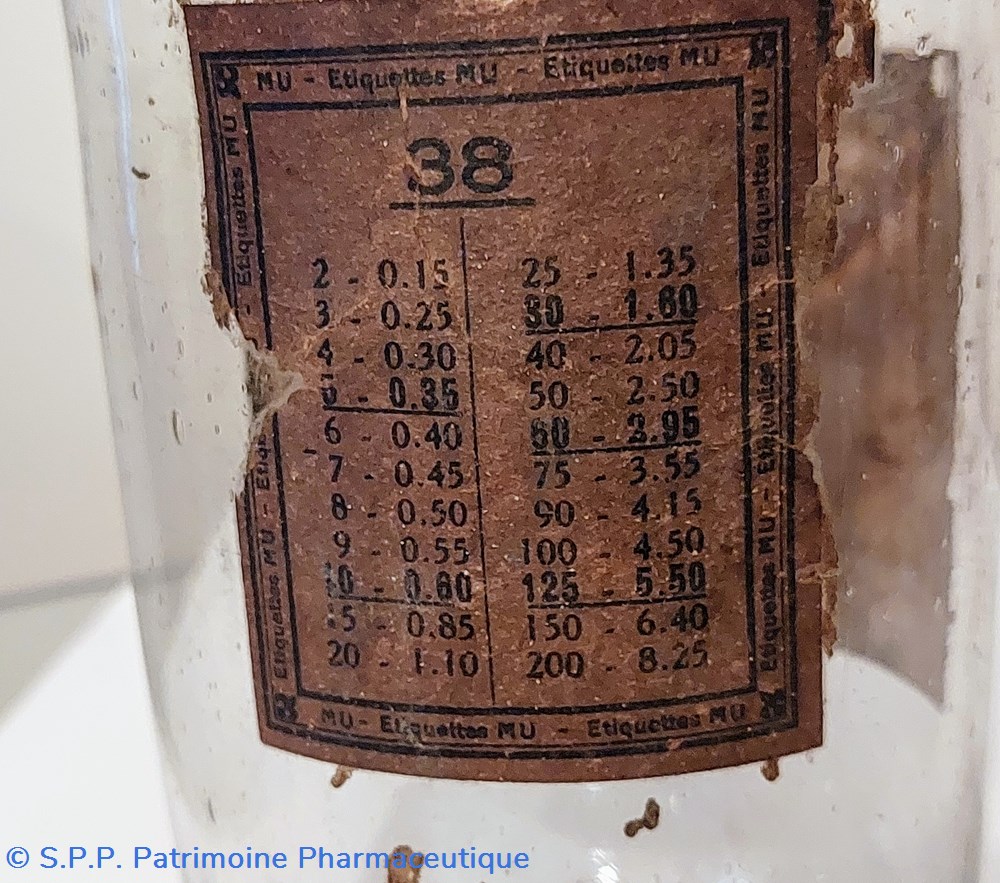 MU - Etiquettes MU - Etiquettes MU
Etiquettes MU
Etiquettes MU
38
2 - 0.15
3 - 0.25
4 - 0.30
5 - 0.35
6 - 0.40
7 - 0.45
8 - 0.50
9 - 0.55
10 - 0.60
15 - 0.85
20 - 1.10
25 - 1.35
30 - 1.60
40 - 2.05
50 - 2.50
60 - 2.95
75 - 3.55
90 - 4.15
100 - 4.50
125 - 5.50
150 - 6.40
200 - 8.25
Etiquettes MU - Etiquettes MU - Etiquettes MU
MU - Etiquettes MU - Etiquettes MU
© S.P.P. Patrimoine Pharmaceutique